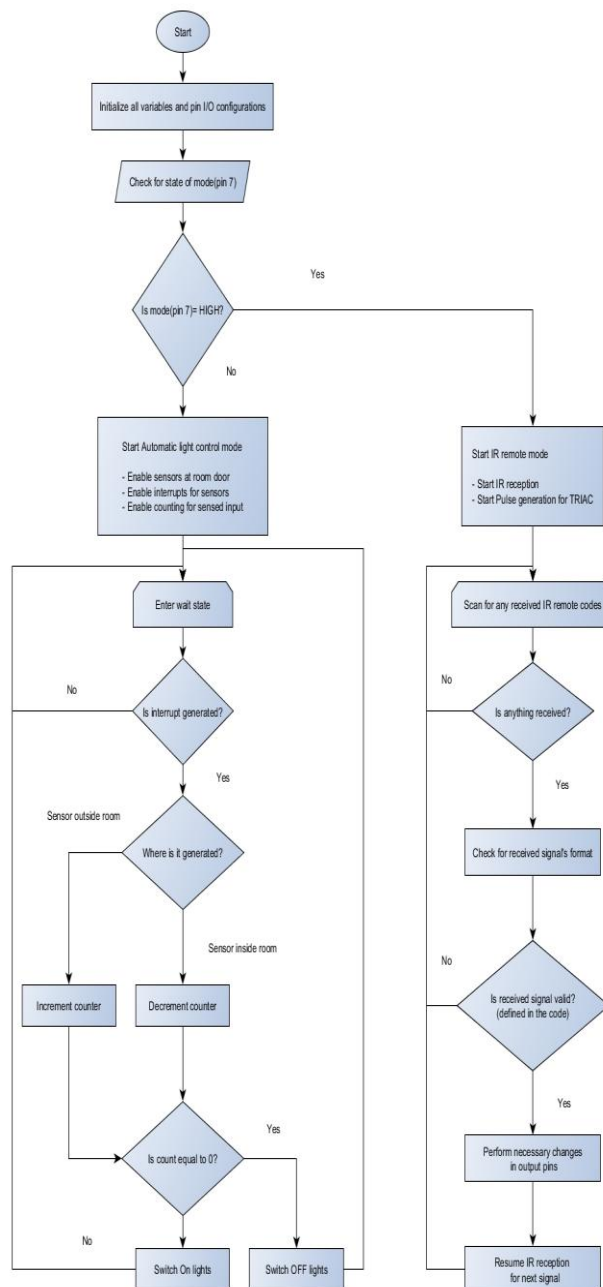 Start
Initialize all variables and pin I/O configurations
Check for state of mode(pin 7)
Is mode(pin 7)= HIGH?
Yes
No
Start Automatic light control mode
- Enable sensors at room door
- Enable interrupts for sensors
- Enable counting for sensed input
Enter wait state
Is interrupt generated?
No
Yes
Where is it generated?
Sensor outside room
Sensor inside room
Increment counter
Decrement counter
Is count equal to 0?
Yes
No
Switch On lights
Switch OFF lights
Start IR remote mode
- Start IR reception
- Start Pulse generation for TRIAC
Scan for any received IR remote codes
Is anything received?
No
Yes
Check for received signal's format
Is received signal valid?
(defined in the code)
No
Yes
Perform necessary changes
in output pins
Resume IR reception
for next signal